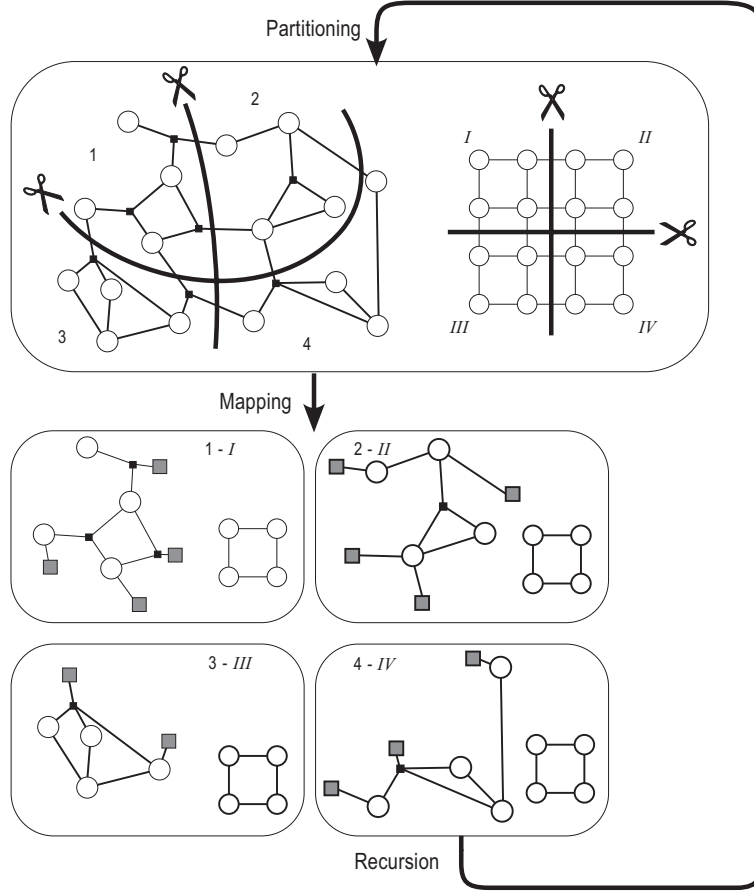 Partitioning
2
1
3
4
I
II
III
IV
Mapping
1 - I
2 - II
3 - III
4 - IV
Recursion